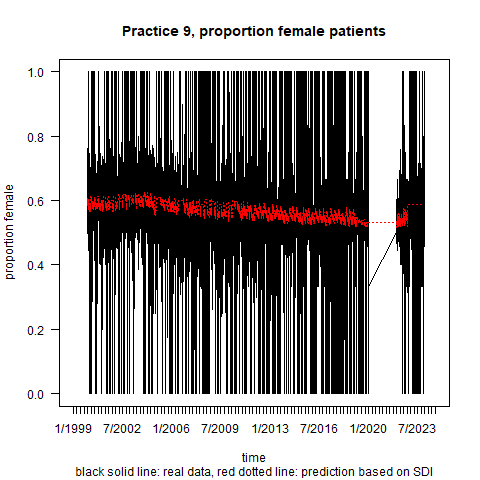 Practice 9, proportion female patients
proportion female
1.0
0.8
0.6
0.4
0.2
0.0
1/1999 7/2002 1/2006 7/2009 1/2013 7/2016 1/2020 7/2023
time
black solid line: real data, red dotted line: prediction based on SDI